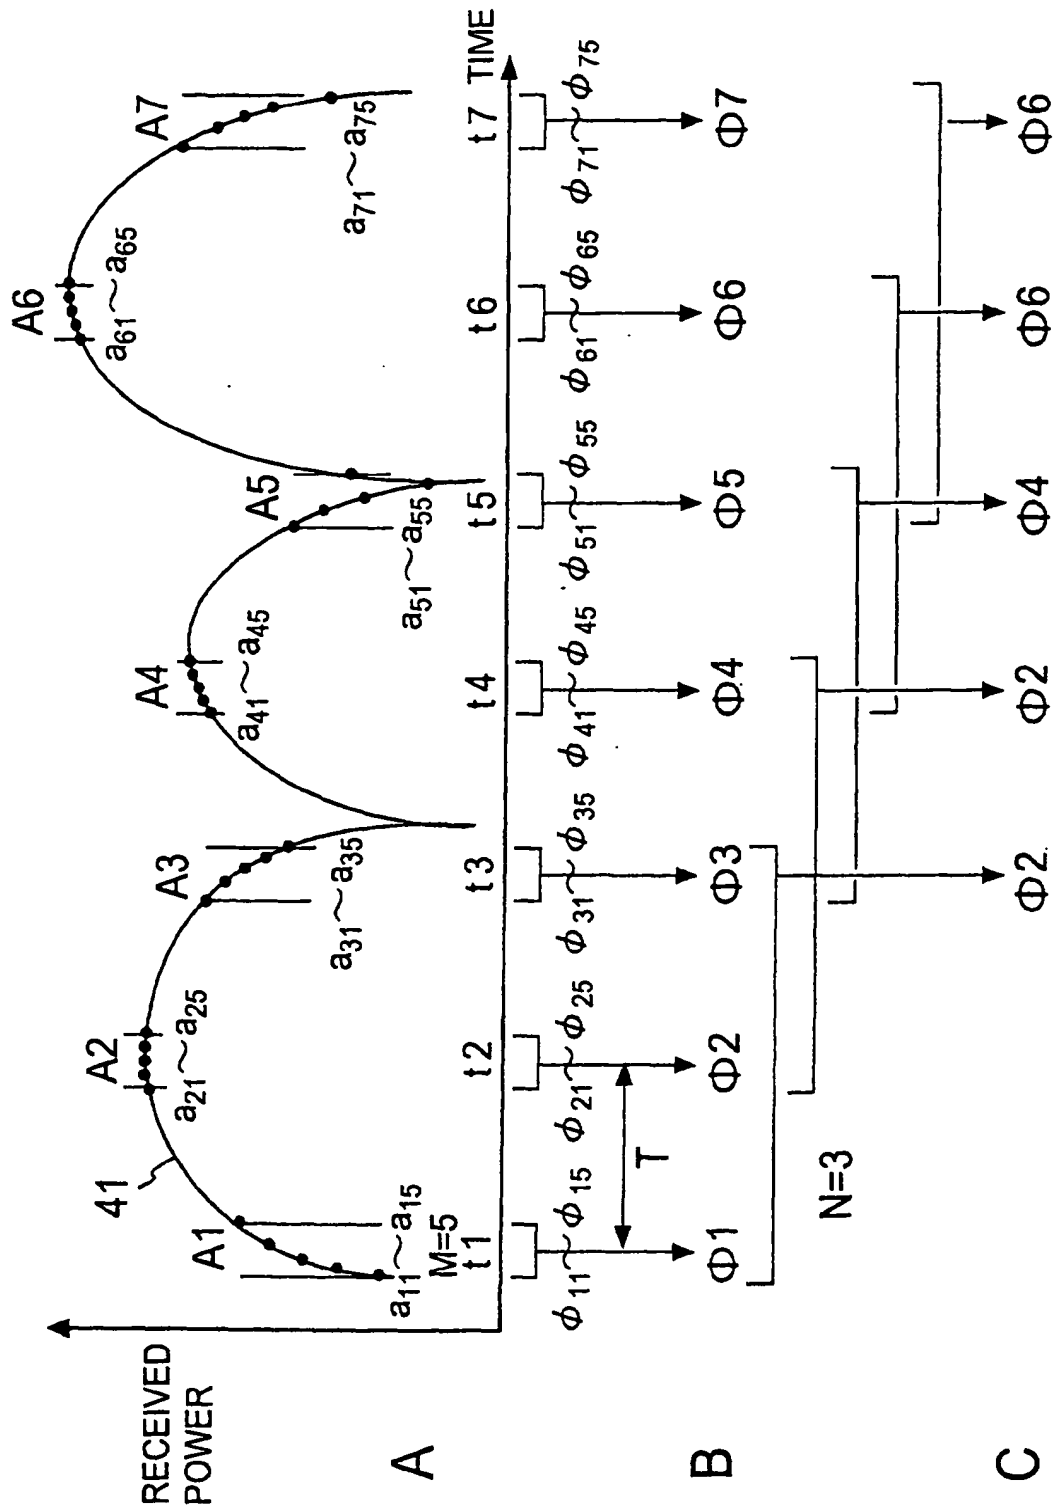 RECEIVED
POWER
A
41
A1
A2
A3
A4
A5
A6
A7
a11～a15
a21～a25
a31～a35
a41～a45
a51～a55
a61～a65
a71～a75
M=5
t1
t2
t3
t4
t5
t6
t7
TIME
ϕ11～ϕ15
ϕ21～ϕ25
ϕ31～ϕ35
ϕ41～ϕ45
ϕ51～ϕ55
ϕ61～ϕ65
ϕ71～ϕ75
T
B
Φ1
Φ2
Φ3
Φ4
Φ5
Φ6
Φ7
N=3
C
Φ2
Φ2
Φ4
Φ6
Φ6